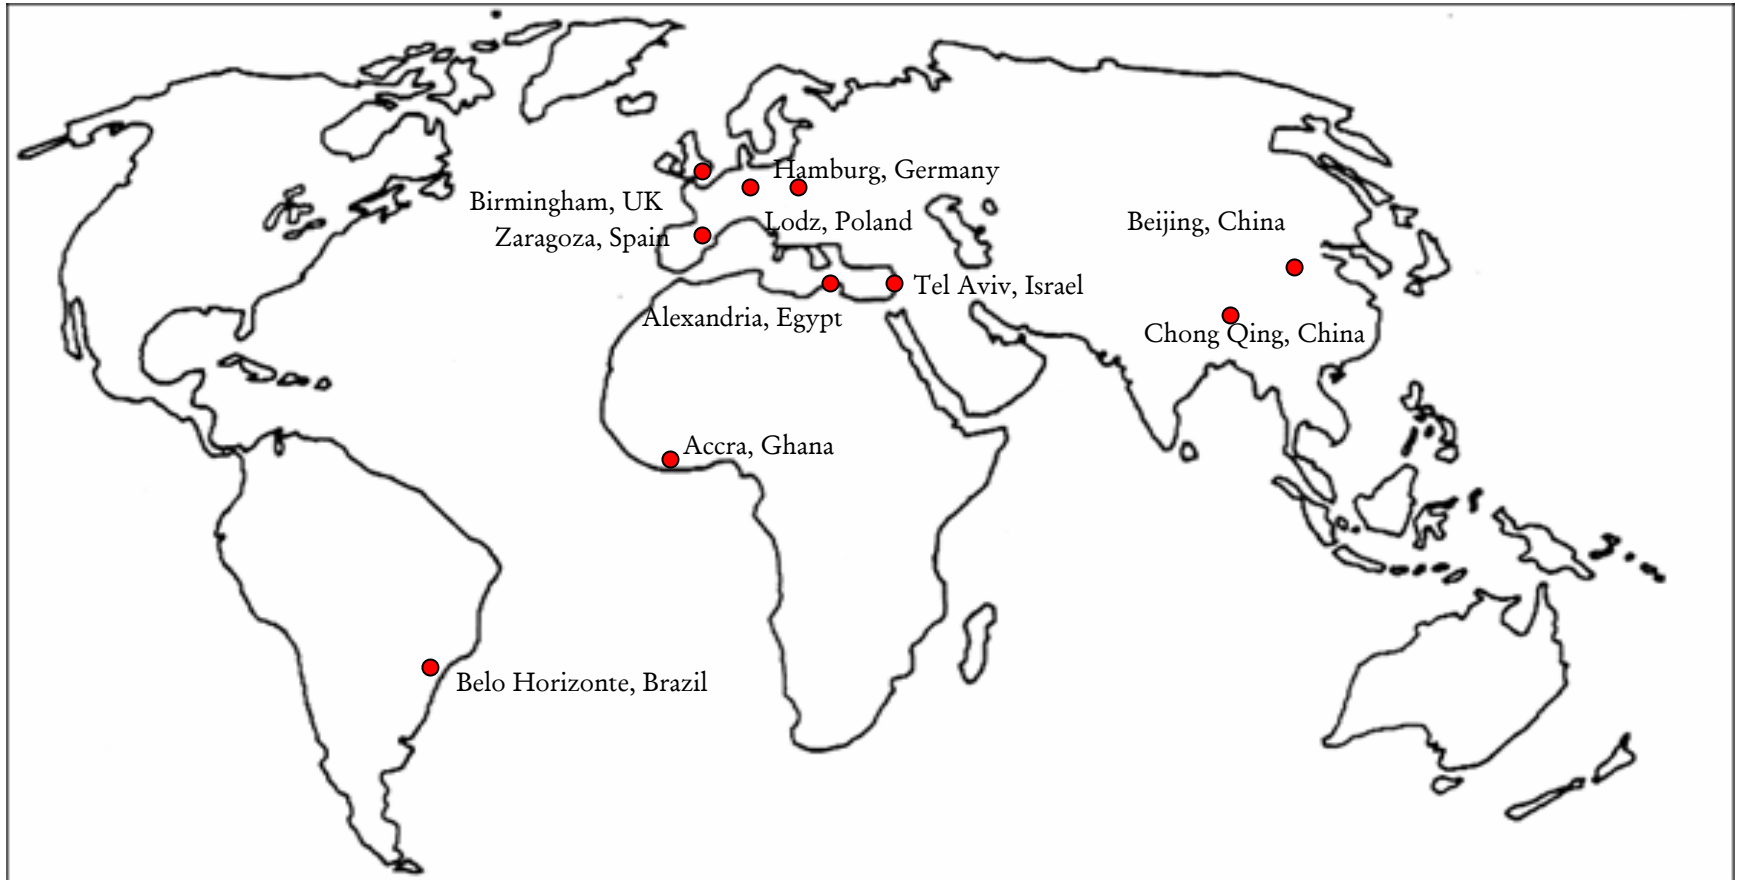 Hamburg, Germany
Birmingham, UK
Lodz, Poland
Beijing, China
Zaragoza, Spain
Tel Aviv, Israel
Alexandria, Egypt
Chong Qing, China
Accra, Ghana
Belo Horizonte, Brazil